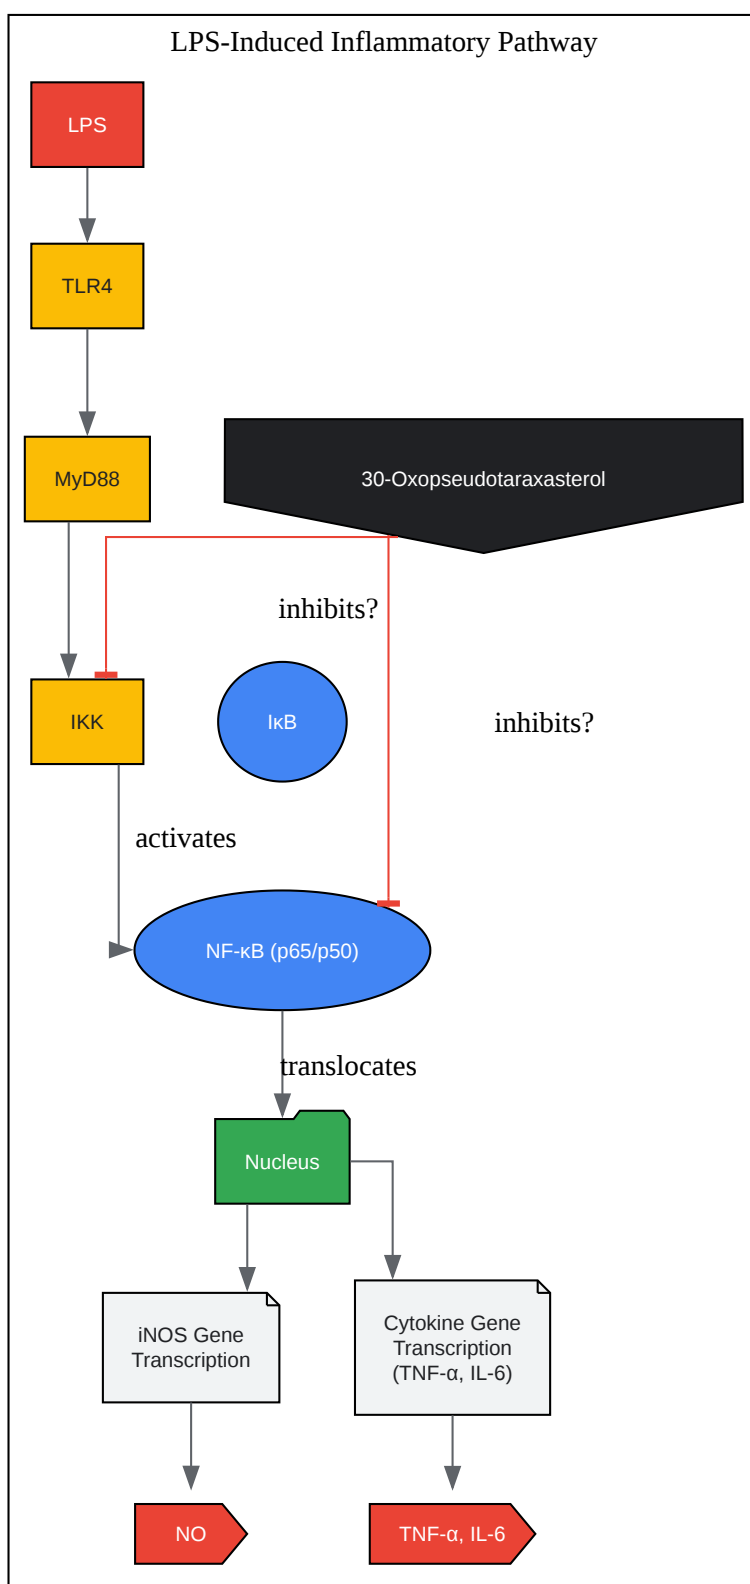 LPS-Induced Inflammatory Pathway
LPS
TLR4
MyD88
30-Oxopseudotaraxasterol
inhibits?
IKK
IκB
inhibits?
activates
NF-κB (p65/p50)
translocates
Nucleus
iNOS Gene
Transcription
Cytokine Gene
Transcription
(TNF-α, IL-6)
NO
TNF-α, IL-6